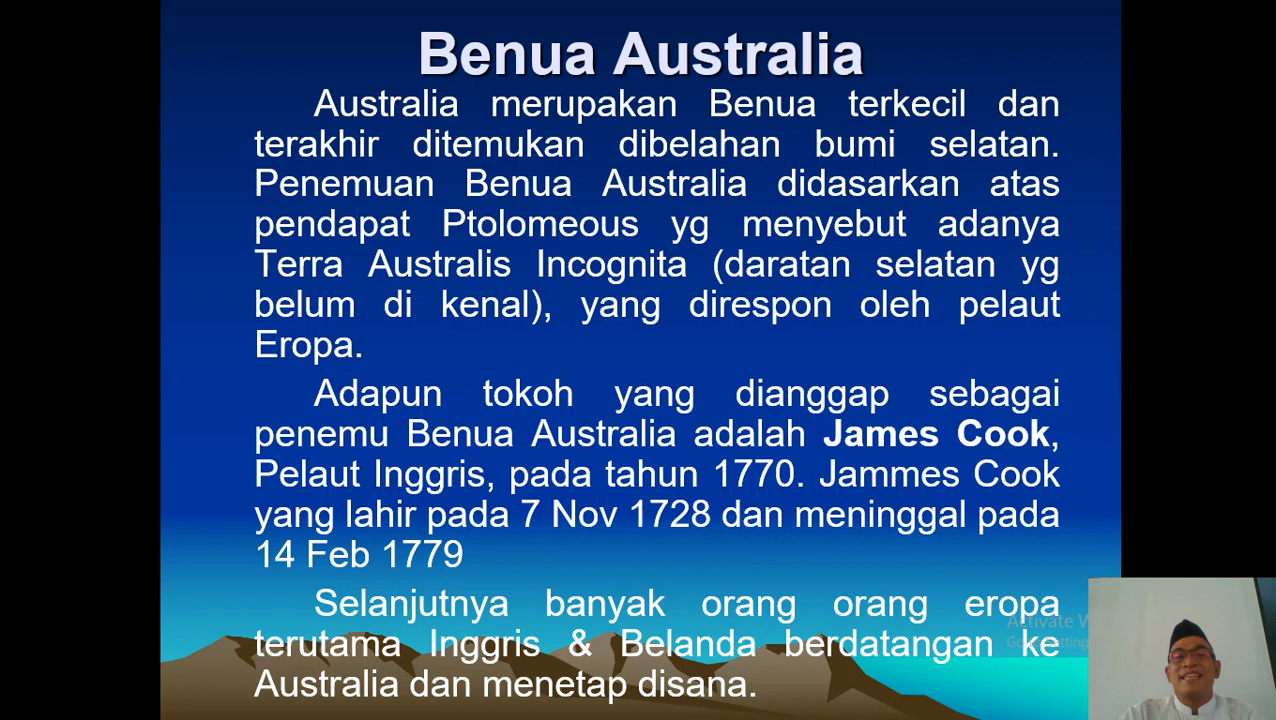 Benua Australia
Australia merupakan Benua terkecil dan
terakhir ditemukan dibelahan bumi selatan.
Penemuan Benua Australia didasarkan atas
pendapat Ptolomeous yg menyebut adanya
Terra Australis Incognita (daratan selatan yg
belum di kenal), yang direspon oleh pelaut
Eropa.
Adapun tokoh yang dianggap sebagai
penemu Benua Australia adalah James Cook,
Pelaut Inggris, pada tahun 1770. Jammes Cook
yang lahir pada 7 Nov 1728 dan meninggal pada
14 Feb 1779
Selanjutnya banyak orang orang eropa
terutama Inggris & Belanda berdatangan ke
Australia dan menetap disana.
Activate W